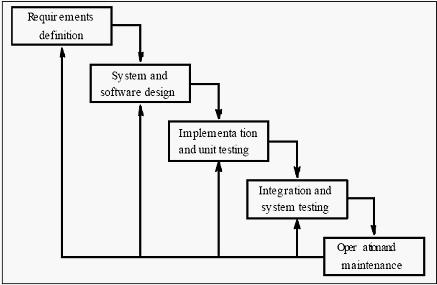 Requirements
definition
System and
software design
Implementa tion
and unit testing
Integration and
system testing
Oper ationand
maintenance